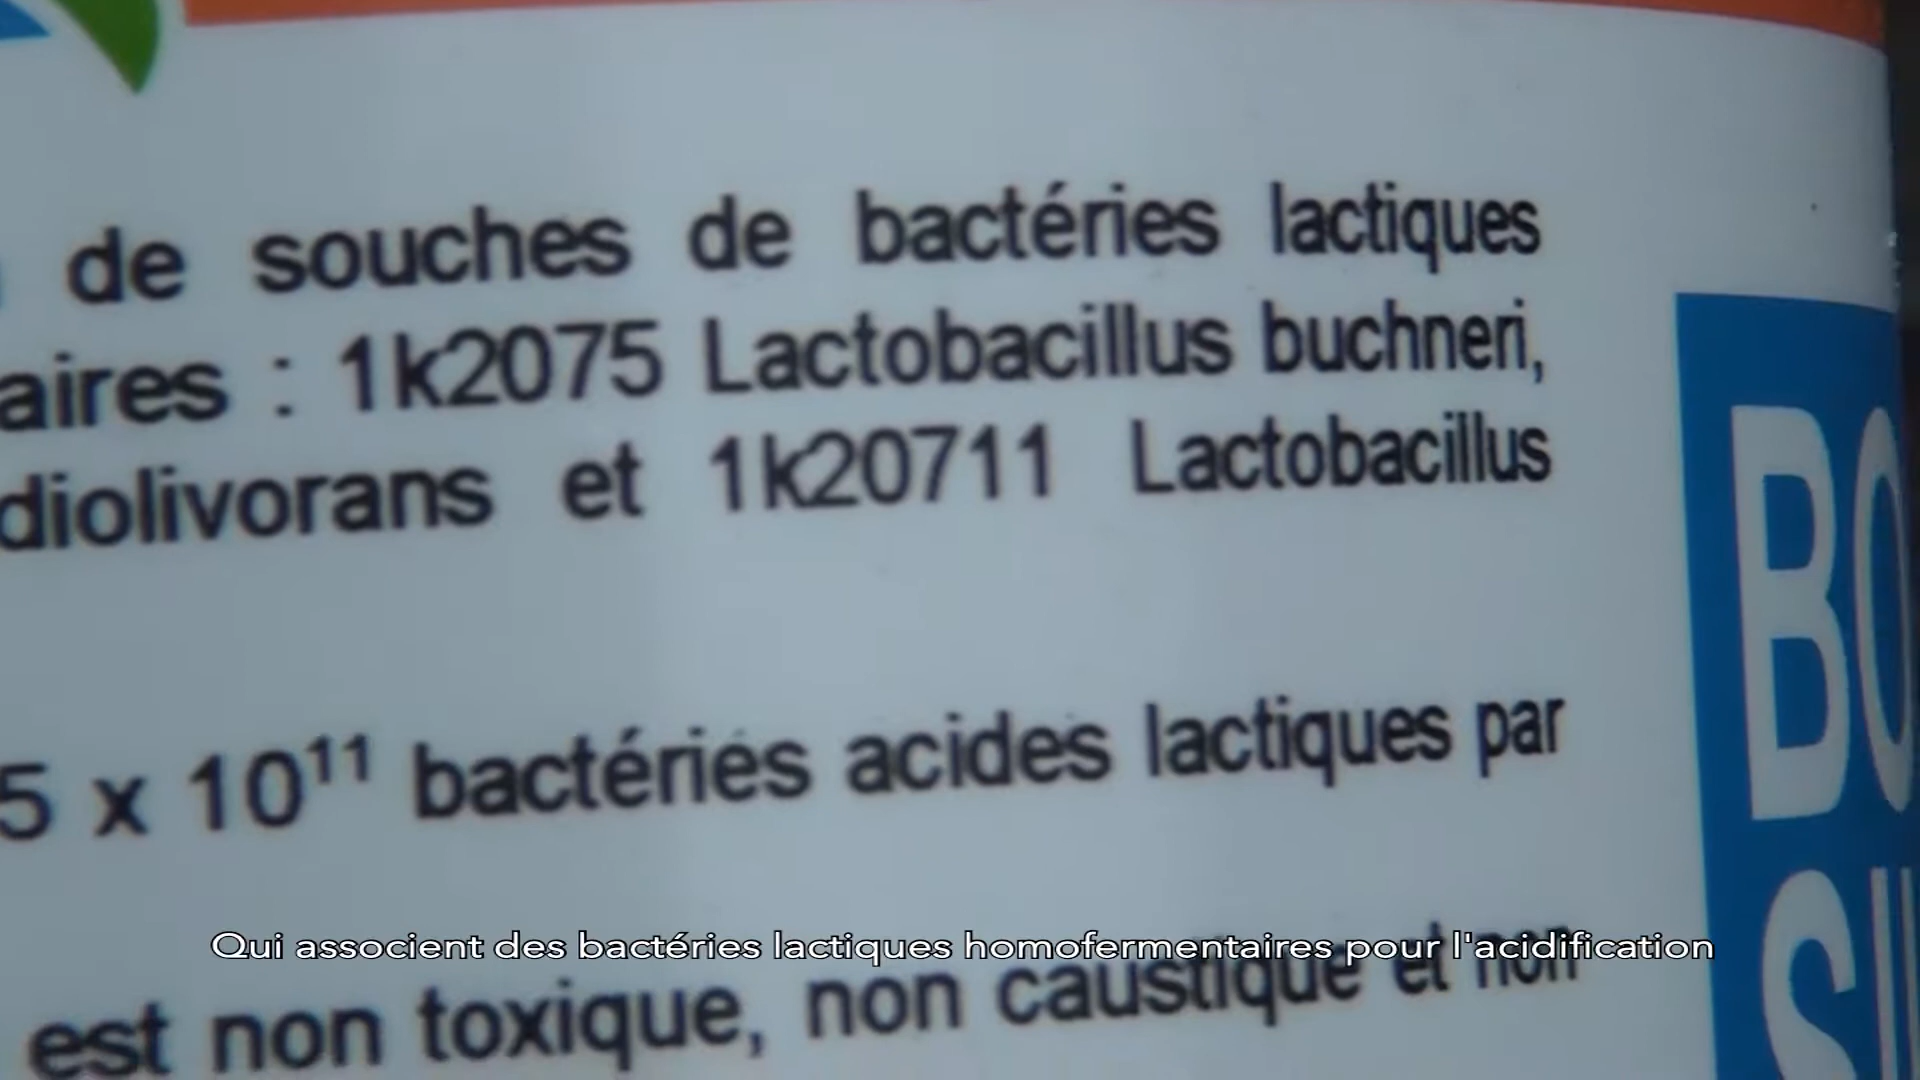 de souches de bactéries lactiques
aires : 1k2075 Lactobacillus buchneri,
diolivorans et 1k20711 Lactobacillus
5 x 10¹¹ bactéries acides lactiques par
Qui associent des bactéries lactiques homofermentaires pour l'acidification
est non toxique, non caustique et non
BO